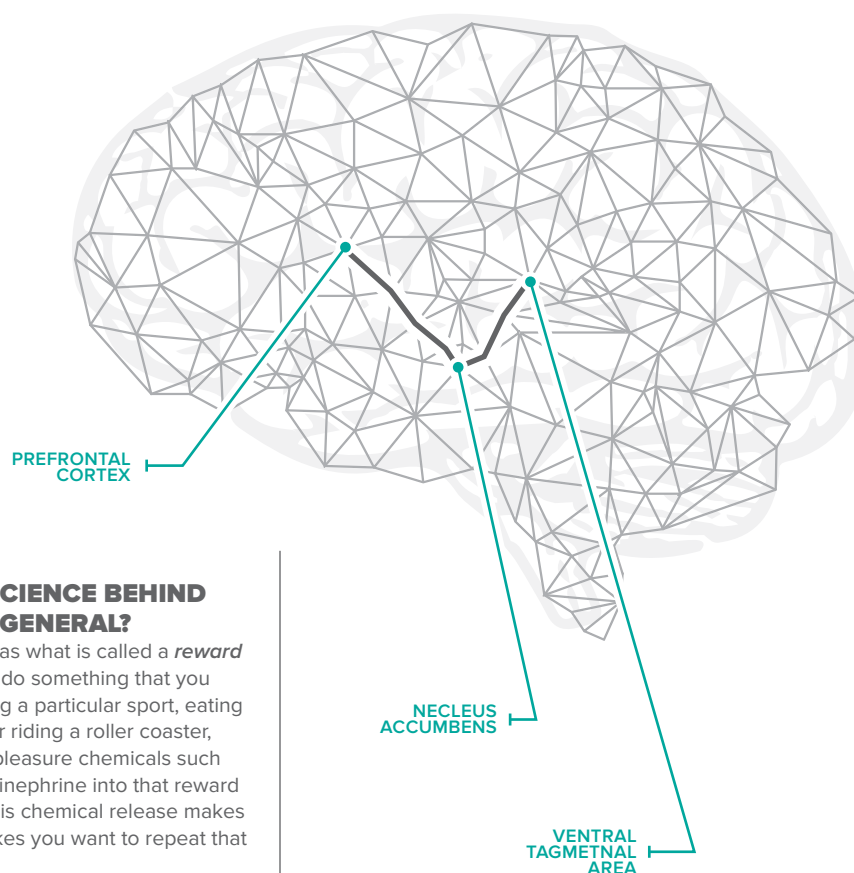 PREFRONTAL
CORTEX
CIENCE BEHIND
GENERAL?
as what is called a reward
do something that you
g a particular sport, eating
r riding a roller coaster,
pleasure chemicals such
inephrine into that reward
is chemical release makes
kes you want to repeat that
NECLEUS
ACCUMBENS
VENTRAL
TAGMETNAL
AREA